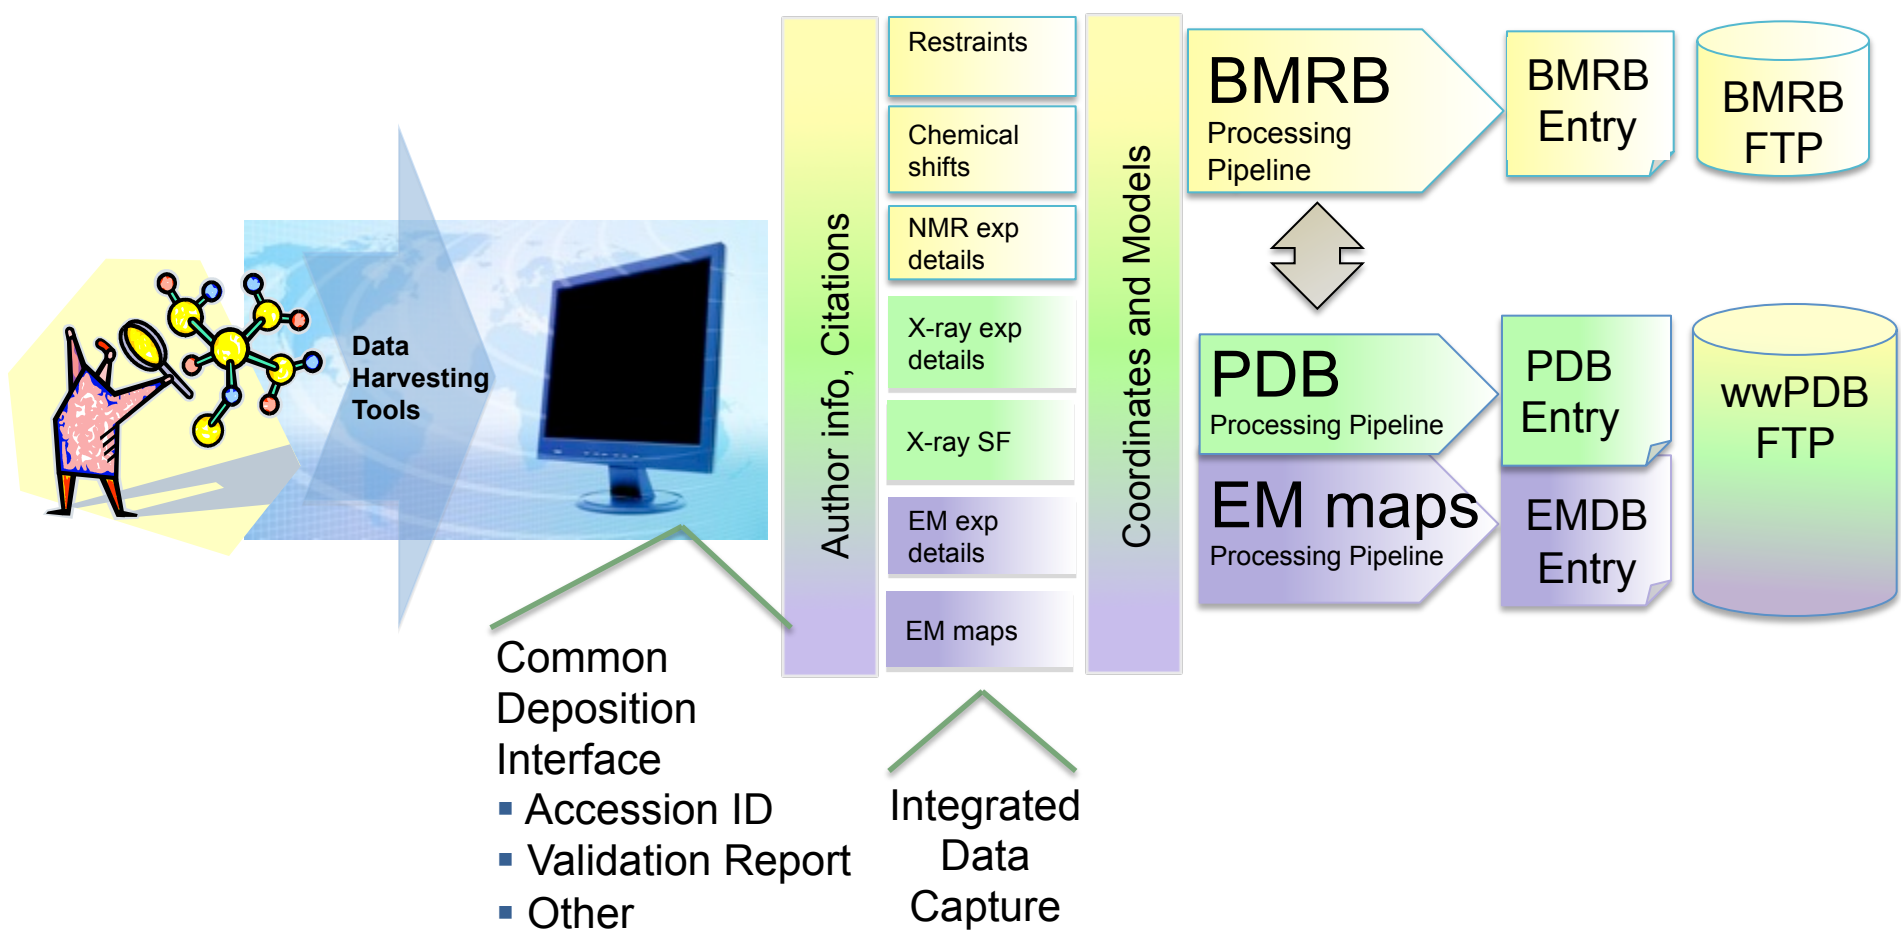 Data
Harvesting
Tools
Common
Deposition
Interface
▪ Accession ID
▪ Validation Report
▪ Other
Author info, Citations
Restraints
Chemical
shifts
NMR exp
details
X-ray exp
details
X-ray SF
EM exp
details
EM maps
Integrated
Data
Capture
Coordinates and Models
BMRB
Processing
Pipeline
BMRB
Entry
BMRB
FTP
PDB
Processing Pipeline
PDB
Entry
EM maps
Processing Pipeline
EMDB
Entry
wwPDB
FTP